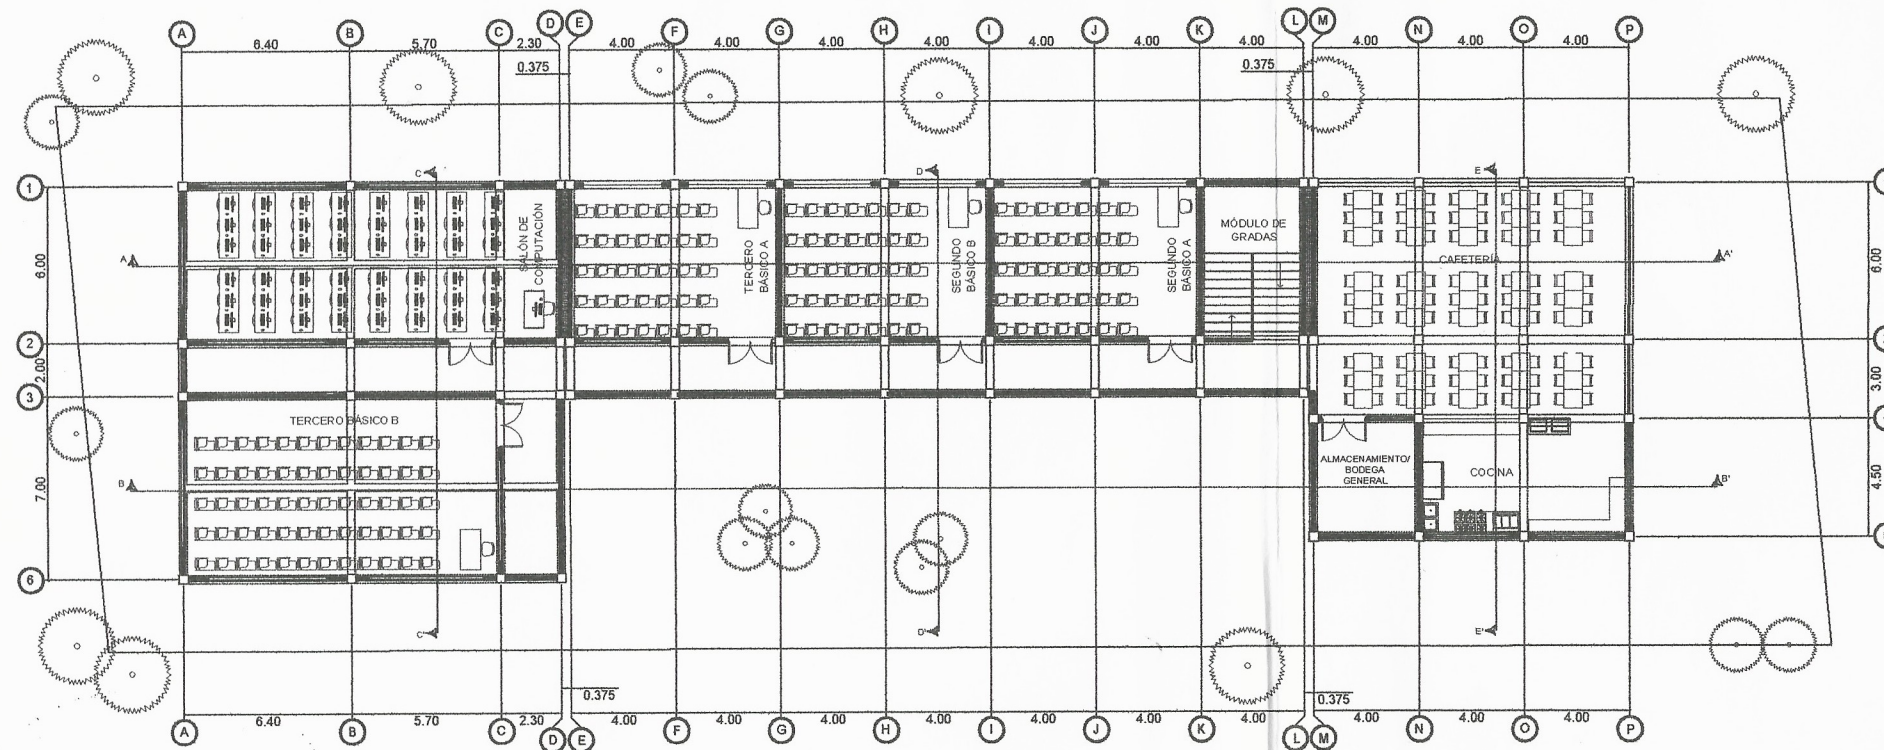 A B C D E F G H I J K L M N O P
6.40 5.70 2.30 4.00 4.00 4.00 4.00 4.00 4.00 4.00 4.00 4.00 4.00
0.375 0.375
C D E
1
SALÓN DE
COMPUTACIÓN
TERCERO
BÁSICO A
SEGUNDO
BÁSICO B
SEGUNDO
BÁSICO A
MÓDULO DE
GRADAS
CAFETERÍA
6.00 6.00
A A'
2
2.00
3.00
3
TERCERO BÁSICO B
ALMACENAMIENTO/
BODEGA
GENERAL
COCINA
7.00 4.50
B B'
6
C' D' E'
0.375 0.375
6.40 5.70 2.30 4.00 4.00 4.00 4.00 4.00 4.00 4.00 4.00 4.00 4.00
A B C D E F G H I J K L M N O P